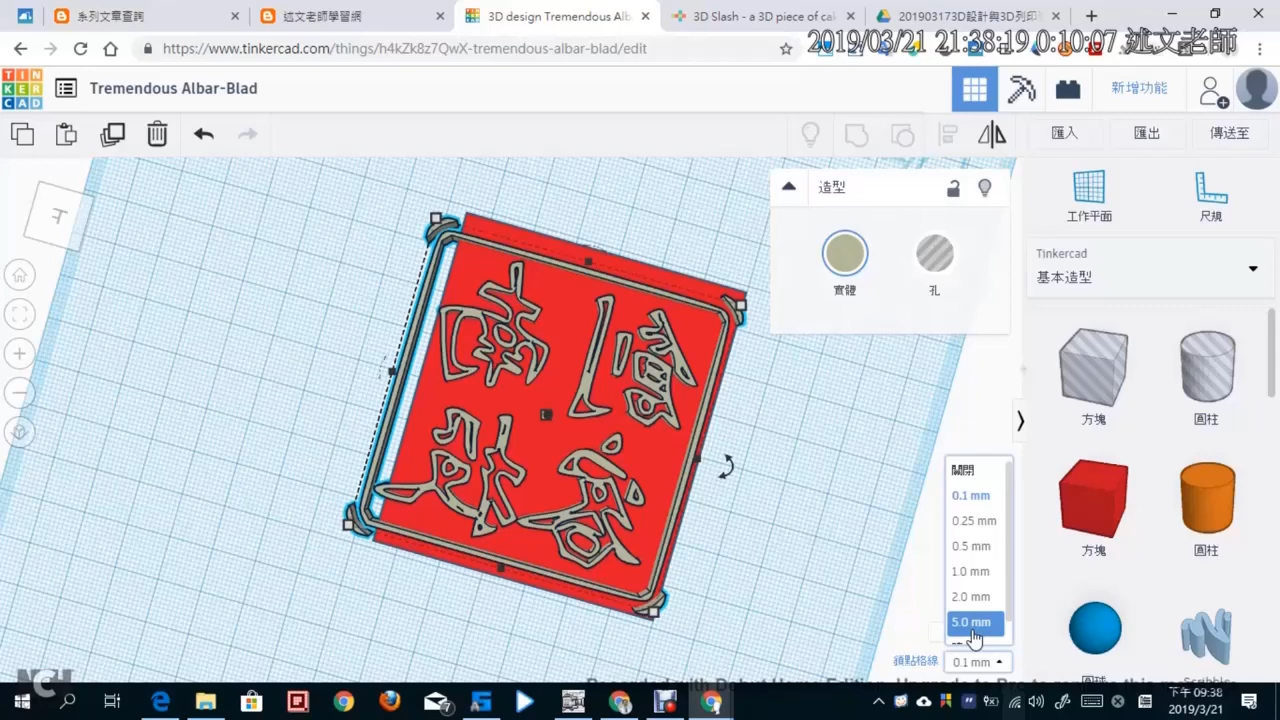 系列文章查詢
述文老師學習網
3D design Tremendous Alb
3D Slash - a 3D piece of ca
201903173D設計與3D列印
https://www.tinkercad.com/things/h4kZk8z7QwX-tremendous-albar-blad/edit
2019/03/21 21:38:19 0:10:07 述文老師
TIN
KER
CAD
Tremendous Albar-Blad
新增功能
匯入
匯出
傳送至
造型
實體
孔
工作平面
尺規
Tinkercad
基本造型
方塊
圓柱
方塊
圓柱
關閉
0.1 mm
0.25 mm
0.5 mm
1.0 mm
2.0 mm
5.0 mm
鎖點格線
0.1 mm
圓球
Scribble
NCH
下午 09:38
2019/3/21